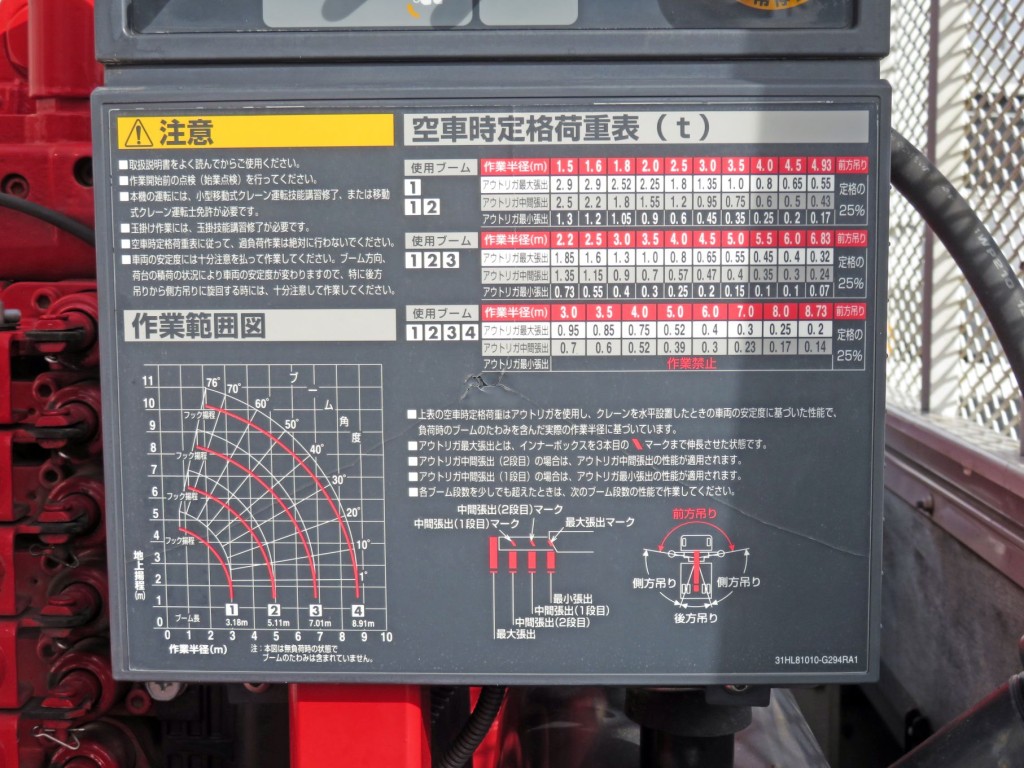 注意
■取扱説明書をよく読んでからご使用ください。
■作業開始前の点検（始業点検）を行ってください。
■本機の運転には、小型移動式クレーン運転技能講習修了、または移動
式クレーン運転士免許が必要です。
■玉掛け作業には、玉掛技能講習修了が必要です。
■空車時定格荷重表に従って、過負荷作業は絶対に行わないでください。
■車両の安定度には十分注意を払って作業してください。ブーム方向、
荷台の積荷の状況により車両の安定度が変わりますので、特に後方
吊りから側方吊りに旋回する時には、十分注意して作業してください。
作業範囲図
11
10
9
8
7
6
5
4
3
2
1
0
地上揚程(m)
76°
70°
60°
50°
40°
30°
20°
10°
1°
ブーム角度
フック揚程
フック揚程
フック揚程
フック揚程
ブーム長
1 2 3 4
3.18m 5.11m 7.01m 8.91m
0 1 2 3 4 5 6 7 8 9 10
作業半径(m)
注：本図は無負荷時の状態で
ブームのたわみは含まれていません。
空車時定格荷重表（t）
使用ブーム 作業半径(m) 1.5 1.6 1.8 2.0 2.5 3.0 3.5 4.0 4.5 4.93 前方吊り
1 アウトリガ最大張出 2.9 2.9 2.52 2.25 1.8 1.35 1.0 0.8 0.65 0.55 定格の
12 アウトリガ中間張出 2.5 2.2 1.8 1.55 1.2 0.95 0.75 0.6 0.5 0.43 25%
アウトリガ最小張出 1.3 1.2 1.05 0.9 0.6 0.45 0.35 0.25 0.2 0.17
使用ブーム 作業半径(m) 2.2 2.5 3.0 3.5 4.0 4.5 5.0 5.5 6.0 6.83 前方吊り
123 アウトリガ最大張出 1.85 1.6 1.3 1.0 0.8 0.65 0.55 0.45 0.4 0.32 定格の
アウトリガ中間張出 1.35 1.15 0.9 0.7 0.57 0.47 0.4 0.35 0.3 0.24 25%
アウトリガ最小張出 0.73 0.55 0.4 0.3 0.25 0.2 0.15 0.1 0.1 0.07
使用ブーム 作業半径(m) 3.0 3.5 4.0 5.0 6.0 7.0 8.0 8.73 前方吊り
1234 アウトリガ最大張出 0.95 0.85 0.75 0.52 0.4 0.3 0.25 0.2 定格の
アウトリガ中間張出 0.7 0.6 0.52 0.39 0.3 0.23 0.17 0.14 25%
アウトリガ最小張出 作業禁止
■上表の空車時定格荷重はアウトリガを使用し、クレーンを水平設置したときの車両の安定度に基づいた性能で、
負荷時のブームのたわみを含んだ実際の作業半径に基づいています。
■アウトリガ最大張出とは、インナーボックスを3本目の マークまで伸長させた状態です。
■アウトリガ中間張出（2段目）の場合は、アウトリガ中間張出の性能が適用されます。
■アウトリガ中間張出（1段目）の場合は、アウトリガ最小張出の性能が適用されます。
■各ブーム段数を少しでも超えたときは、次のブーム段数の性能で作業してください。
中間張出(2段目)マーク
中間張出(1段目)マーク
最大張出マーク
最小張出
中間張出(1段目)
中間張出(2段目)
最大張出
前方吊り
側方吊り 側方吊り
後方吊り
31HL81010-G294RA1